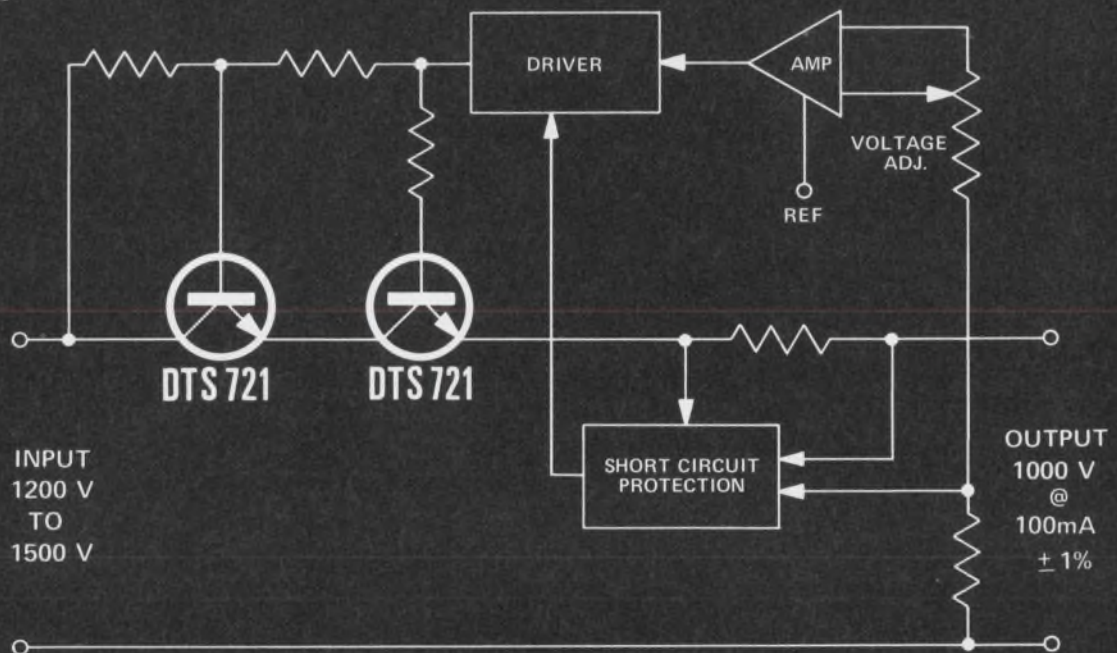 DRIVER
AMP
VOLTAGE
ADJ.
REF
DTS 721
DTS 721
SHORT CIRCUIT
PROTECTION
INPUT
1200 V
TO
1500 V
OUTPUT
1000 V
@
100mA
± 1%